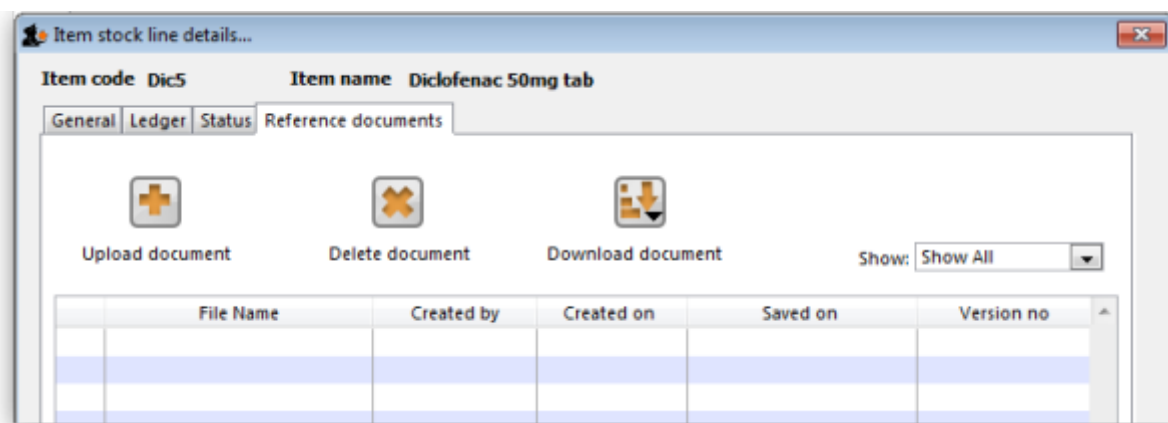 Item stock line details...
Item code Dic5 Item name Diclofenac 50mg tab
General Ledger Status Reference documents
Upload document Delete document Download document
Show: Show All
File Name Created by Created on Saved on Version no